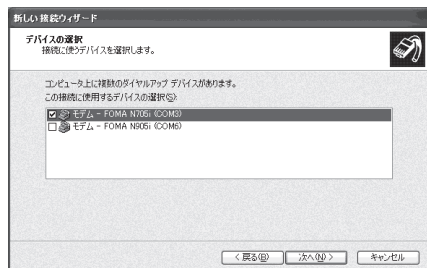 新しい接続ウィザード
デバイスの選択
接続に使うデバイスを選択します。
コンピュータ上に複数のダイヤルアップ デバイスがあります。
この接続に使用するデバイスの選択(S):
モデム - FOMA N705i (COM3)
モデム - FOMA N905i (COM6)
< 戻る(B)
次へ(N) >
キャンセル